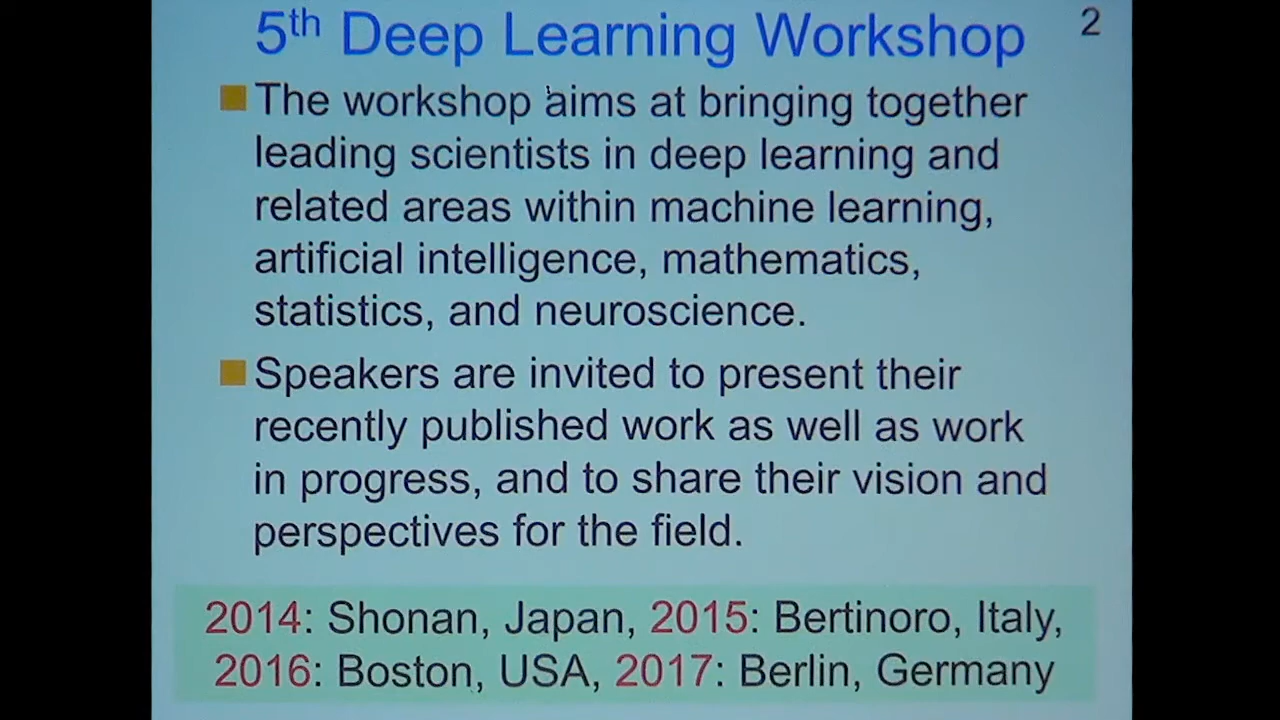 5th Deep Learning Workshop
2
The workshop aims at bringing together
leading scientists in deep learning and
related areas within machine learning,
artificial intelligence, mathematics,
statistics, and neuroscience.
Speakers are invited to present their
recently published work as well as work
in progress, and to share their vision and
perspectives for the field.
2014: Shonan, Japan, 2015: Bertinoro, Italy,
2016: Boston, USA, 2017: Berlin, Germany